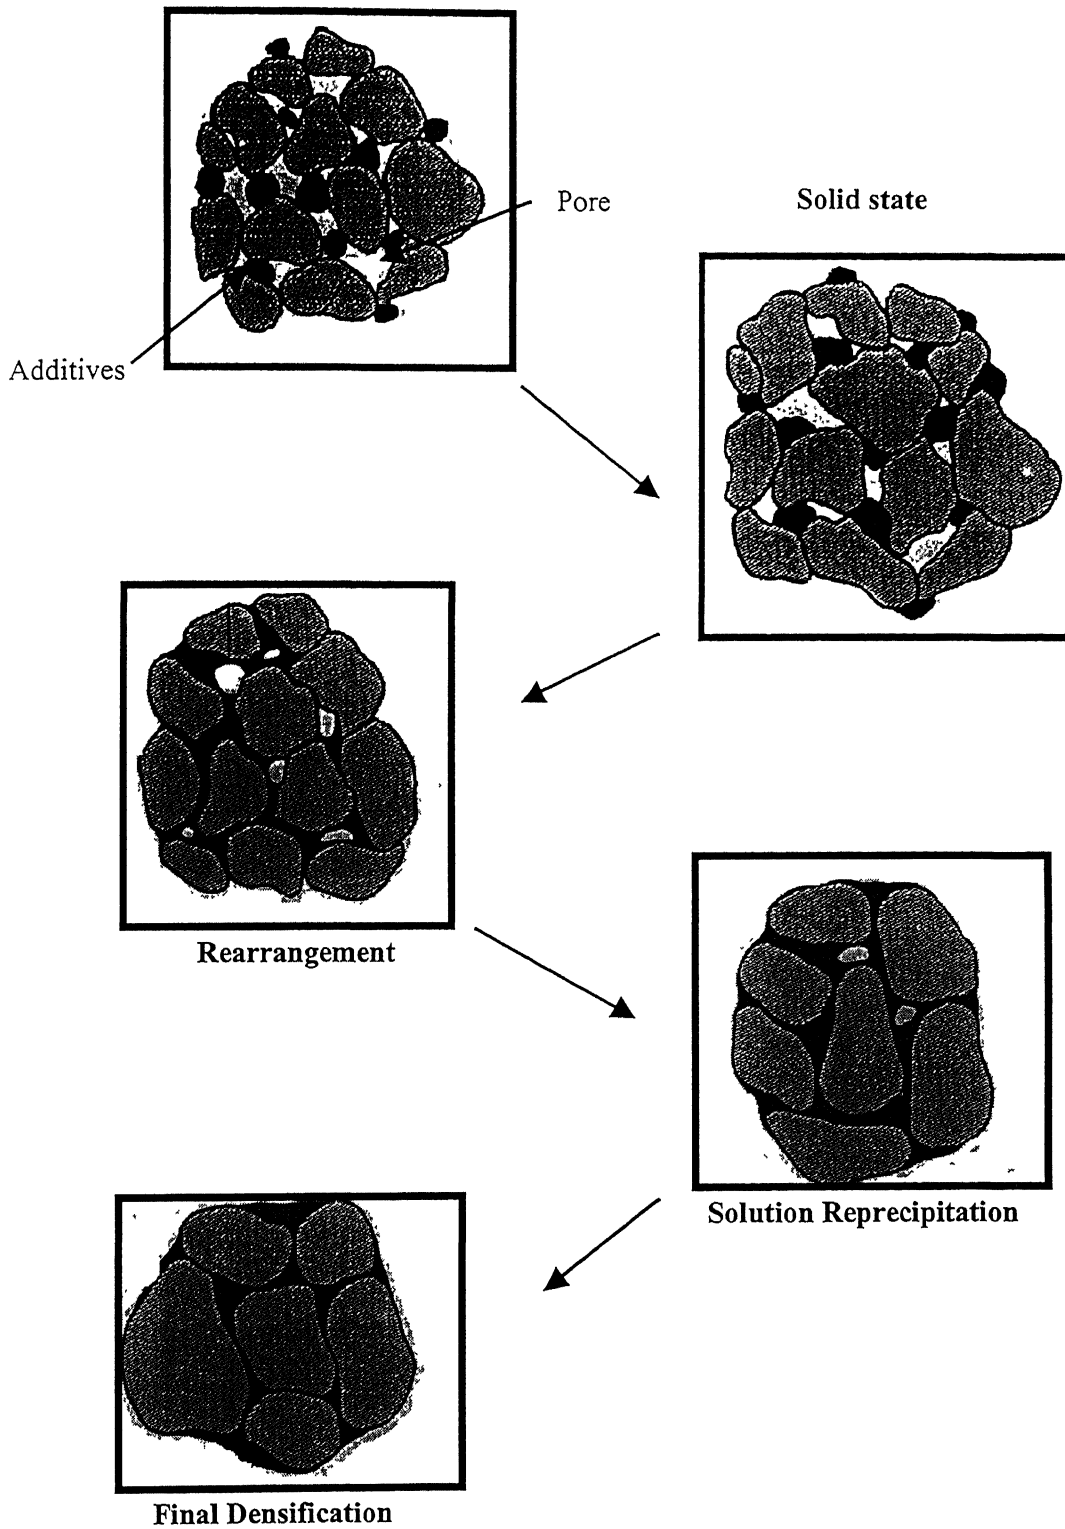 Pore
Solid state
Additives
Rearrangement
Solution Reprecipitation
Final Densification